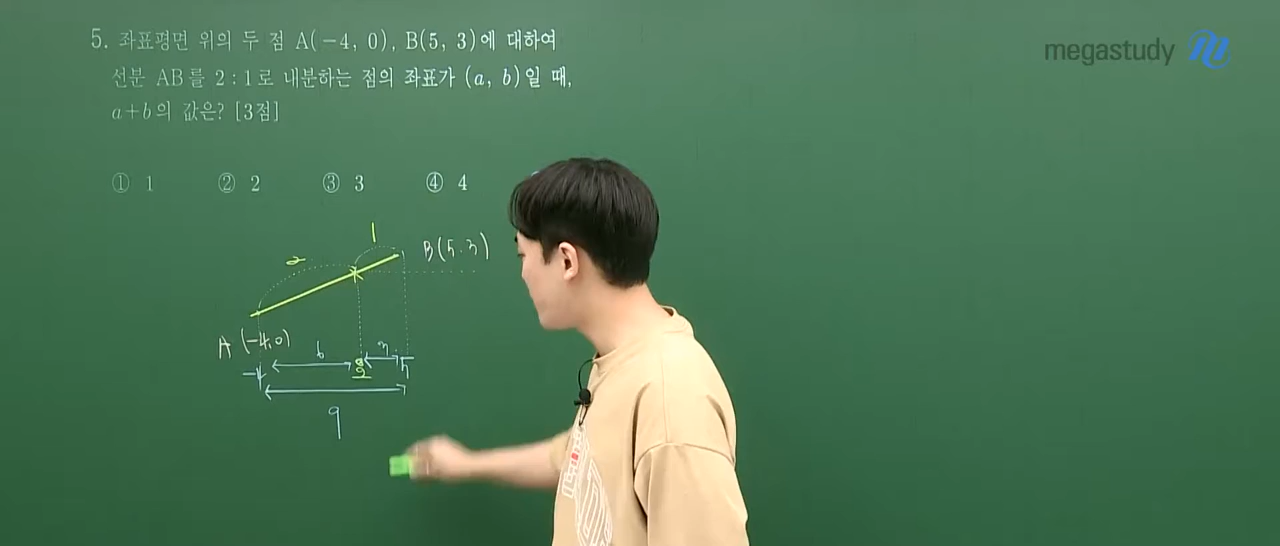 5. 좌표평면 위의 두 점 A(−4, 0), B(5, 3)에 대하여
megastudy
선분 AB를 2 : 1로 내분하는 점의 좌표가 (a, b)일 때,
a+b의 값은? [3점]
① 1 ② 2 ③ 3 ④ 4
1
2
B(5. 3)
A (-4,0)
6 3
-4 5
9